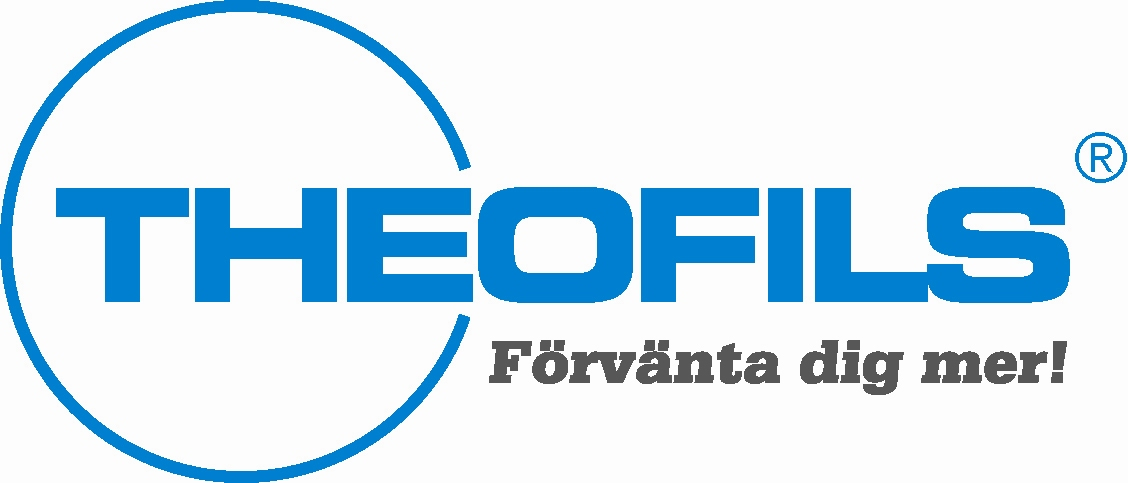 THEOFILS®
Förvänta dig mer!